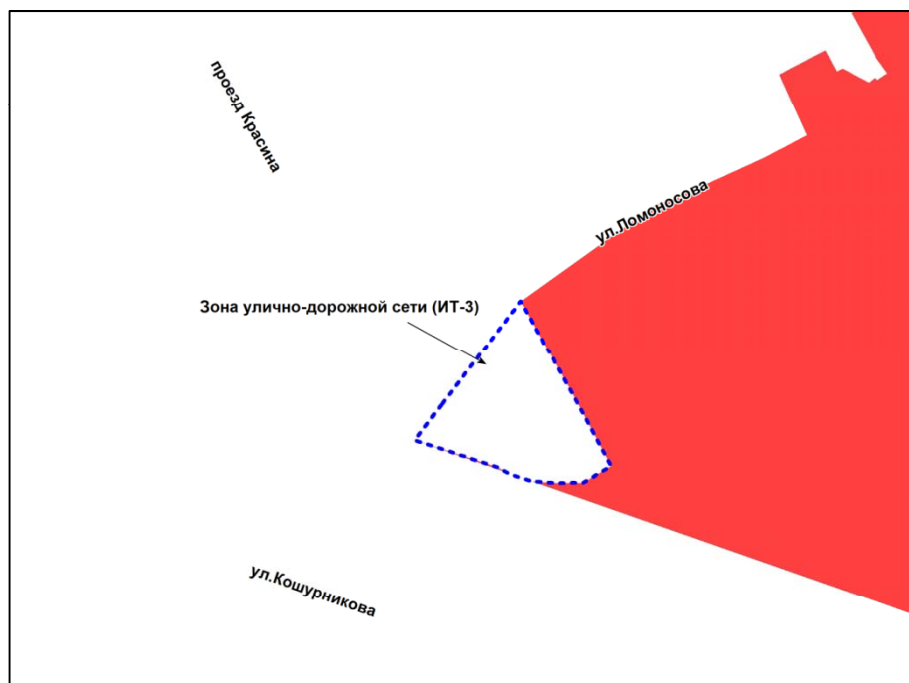 проезд Красина
ул.Ломоносова
Зона улично-дорожной сети (ИТ-3)
ул.Кошурникова